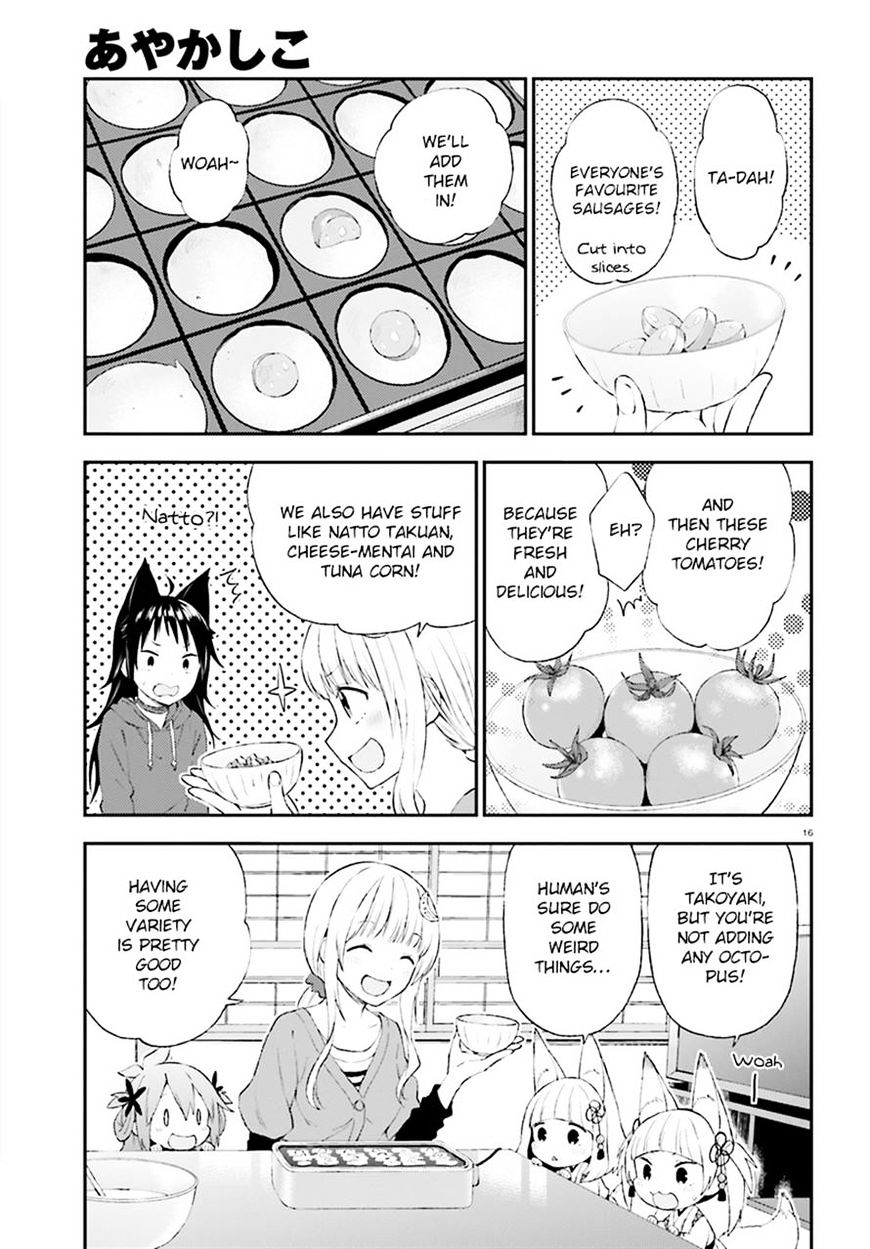 あやかしこ
TA-DAH!
EVERYONE'S
FAVOURITE
SAUSAGES!
Cut into
slices.
WE'LL
ADD
THEM
IN!
WOAH~
AND
THEN THESE
CHERRY
TOMATOES!
EH?
BECAUSE
THEY'RE
FRESH
AND
DELICIOUS!
WE ALSO HAVE STUFF
LIKE NATTO TAKUAN,
CHEESE-MENTAI AND
TUNA CORN!
Natto?!
16
IT'S
TAKOYAKI,
BUT YOU'RE
NOT ADDING
ANY OCTO-
PUS!
Woah
HUMAN'S
SURE DO
SOME
WEIRD
THINGS...
HAVING
SOME
VARIETY
IS PRETTY
GOOD
TOO!